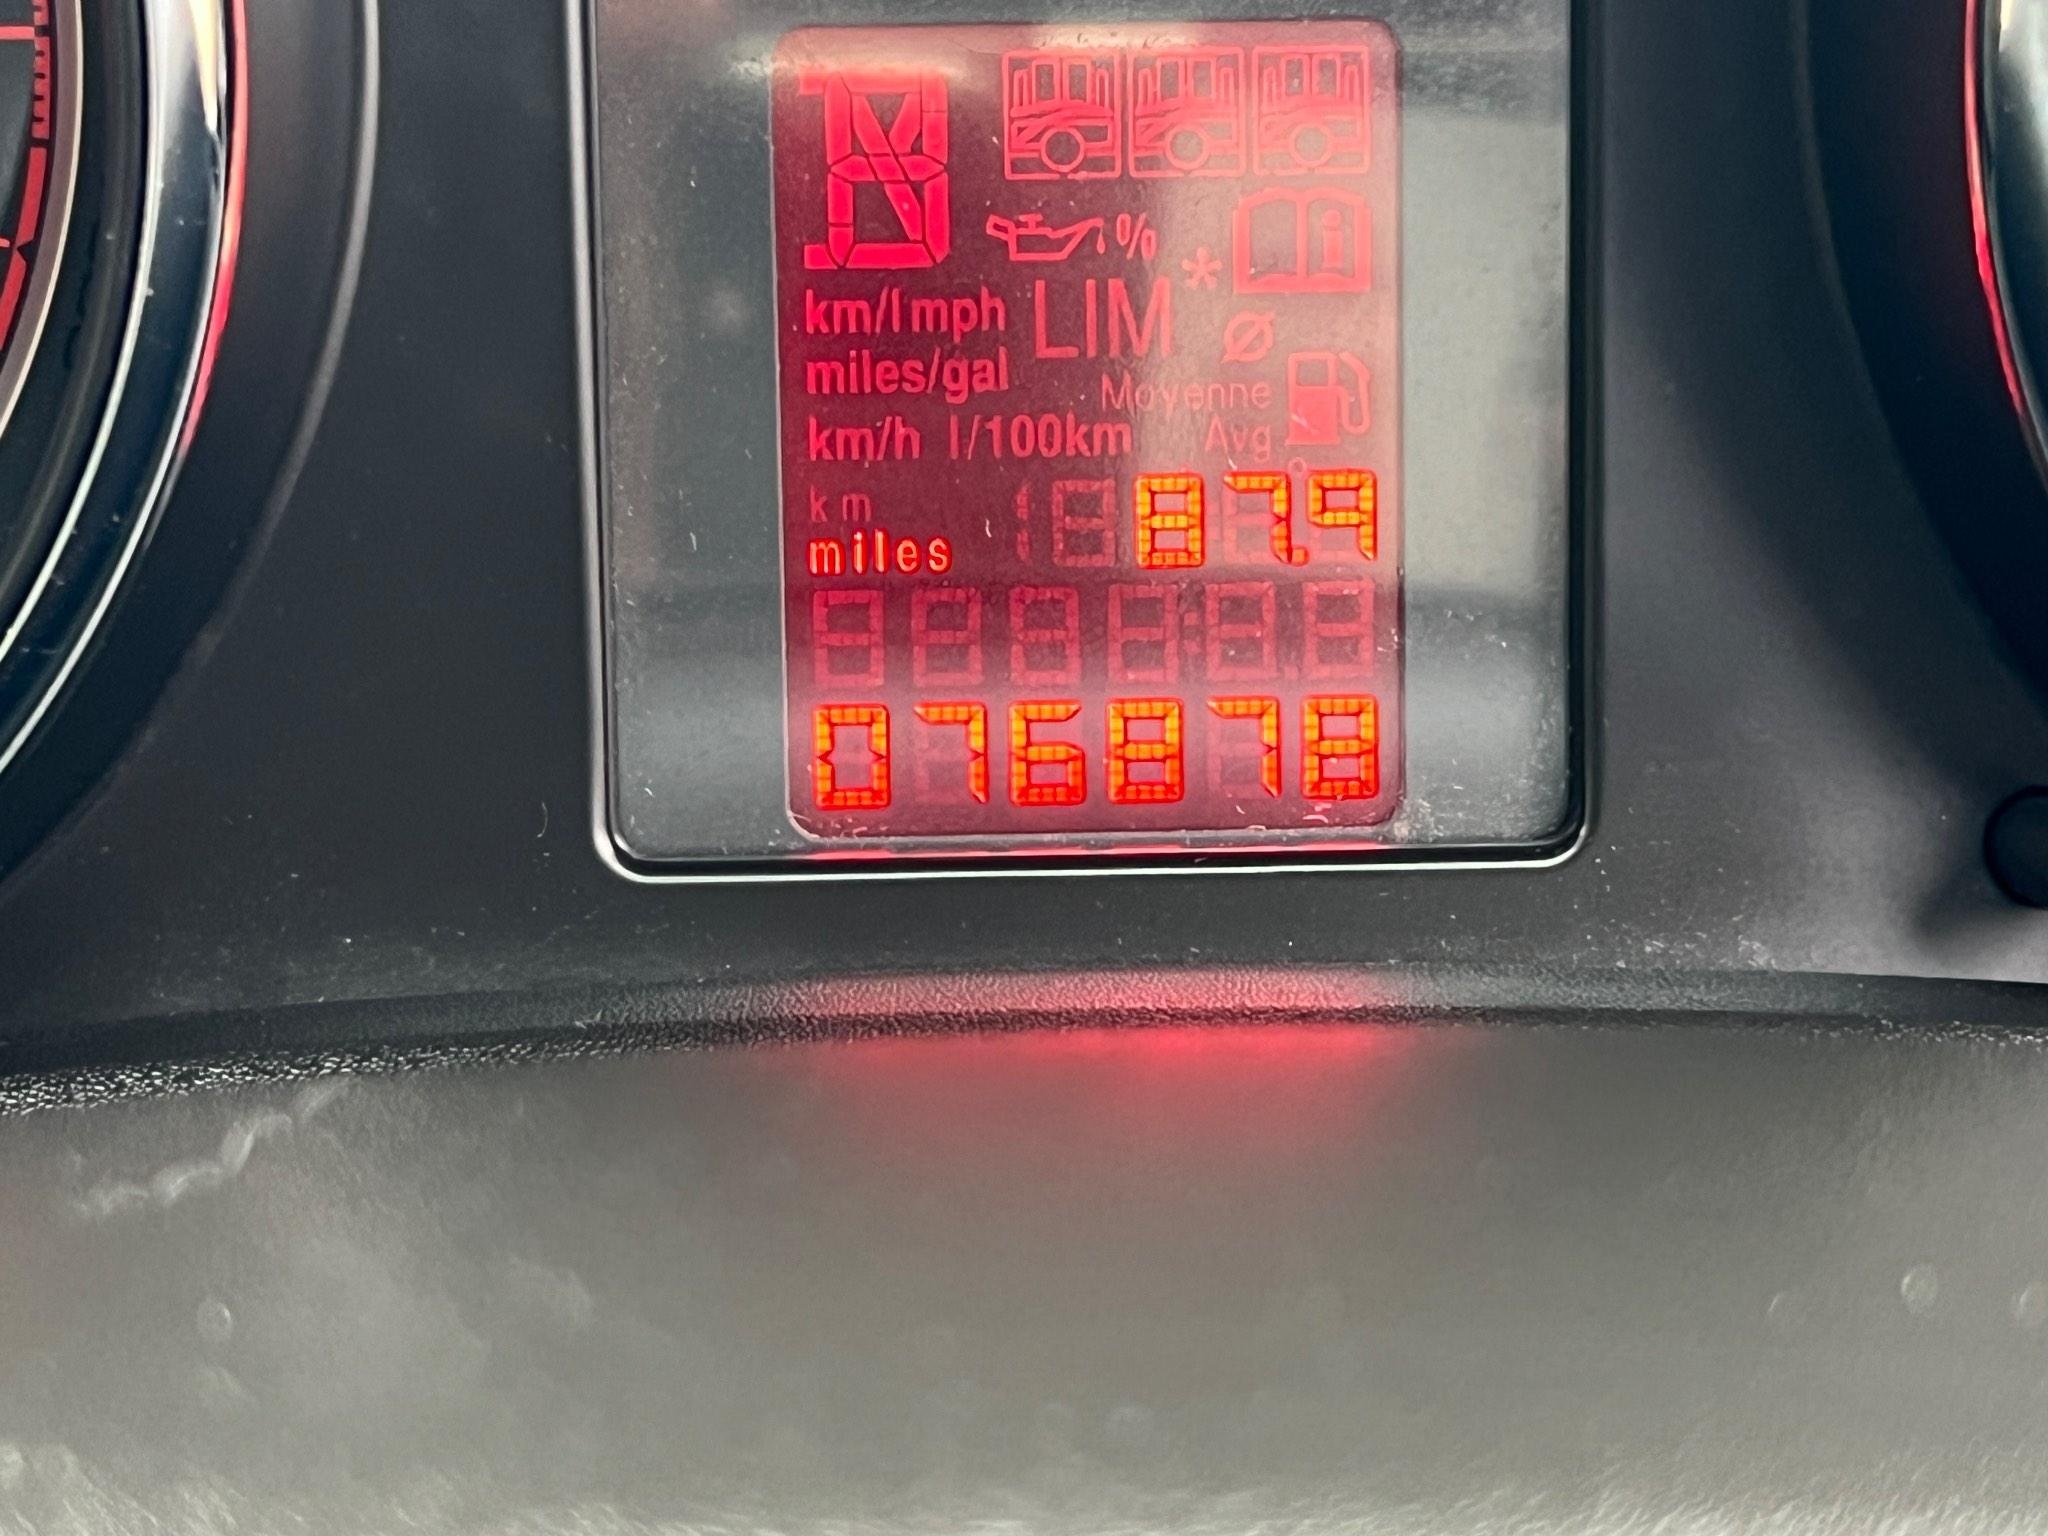 %
LIM *
km/l mph
miles/gal
Ø
Moyenne
km/h l/100km
Avg
km
miles 87.9
076878